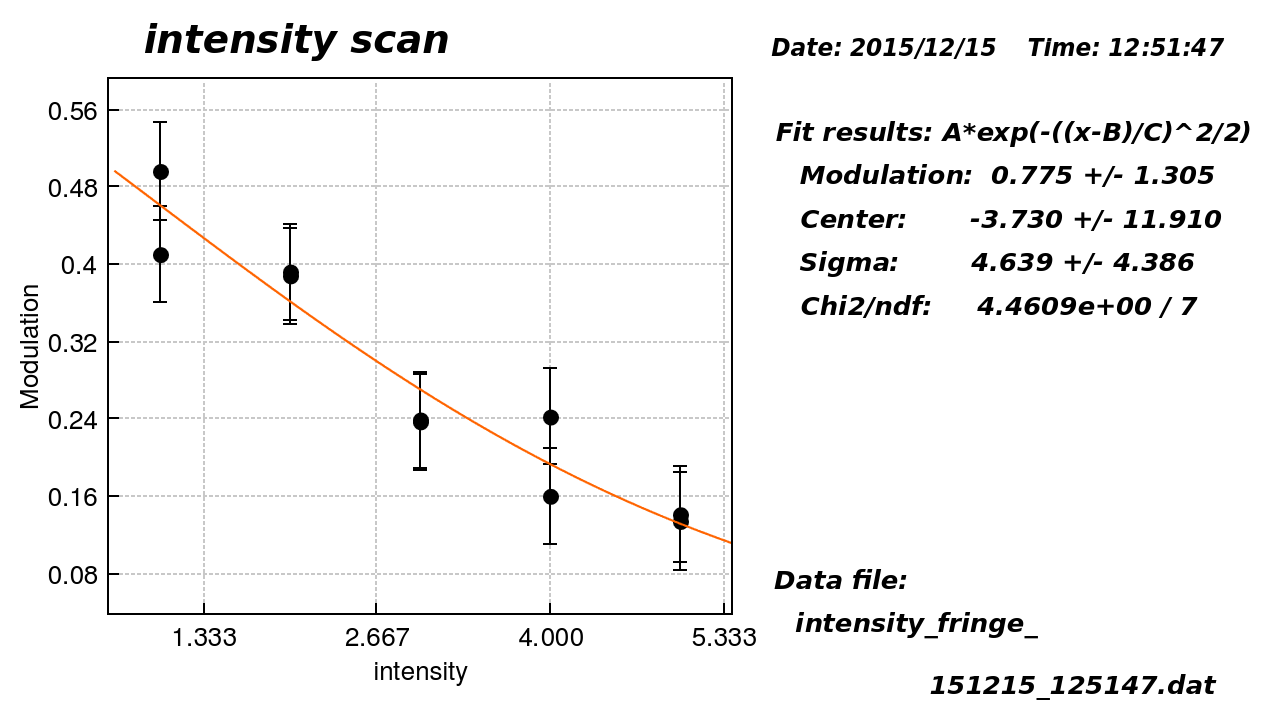 intensity scan
Date: 2015/12/15 Time: 12:51:47
Fit results: A*exp(-((x-B)/C)^2/2)
Modulation: 0.775 +/- 1.305
Center: -3.730 +/- 11.910
Sigma: 4.639 +/- 4.386
Chi2/ndf: 4.4609e+00 / 7
0.56
0.48
0.4
0.32
0.24
0.16
0.08
Modulation
1.333 2.667 4.000 5.333
intensity
Data file:
intensity_fringe_
151215_125147.dat